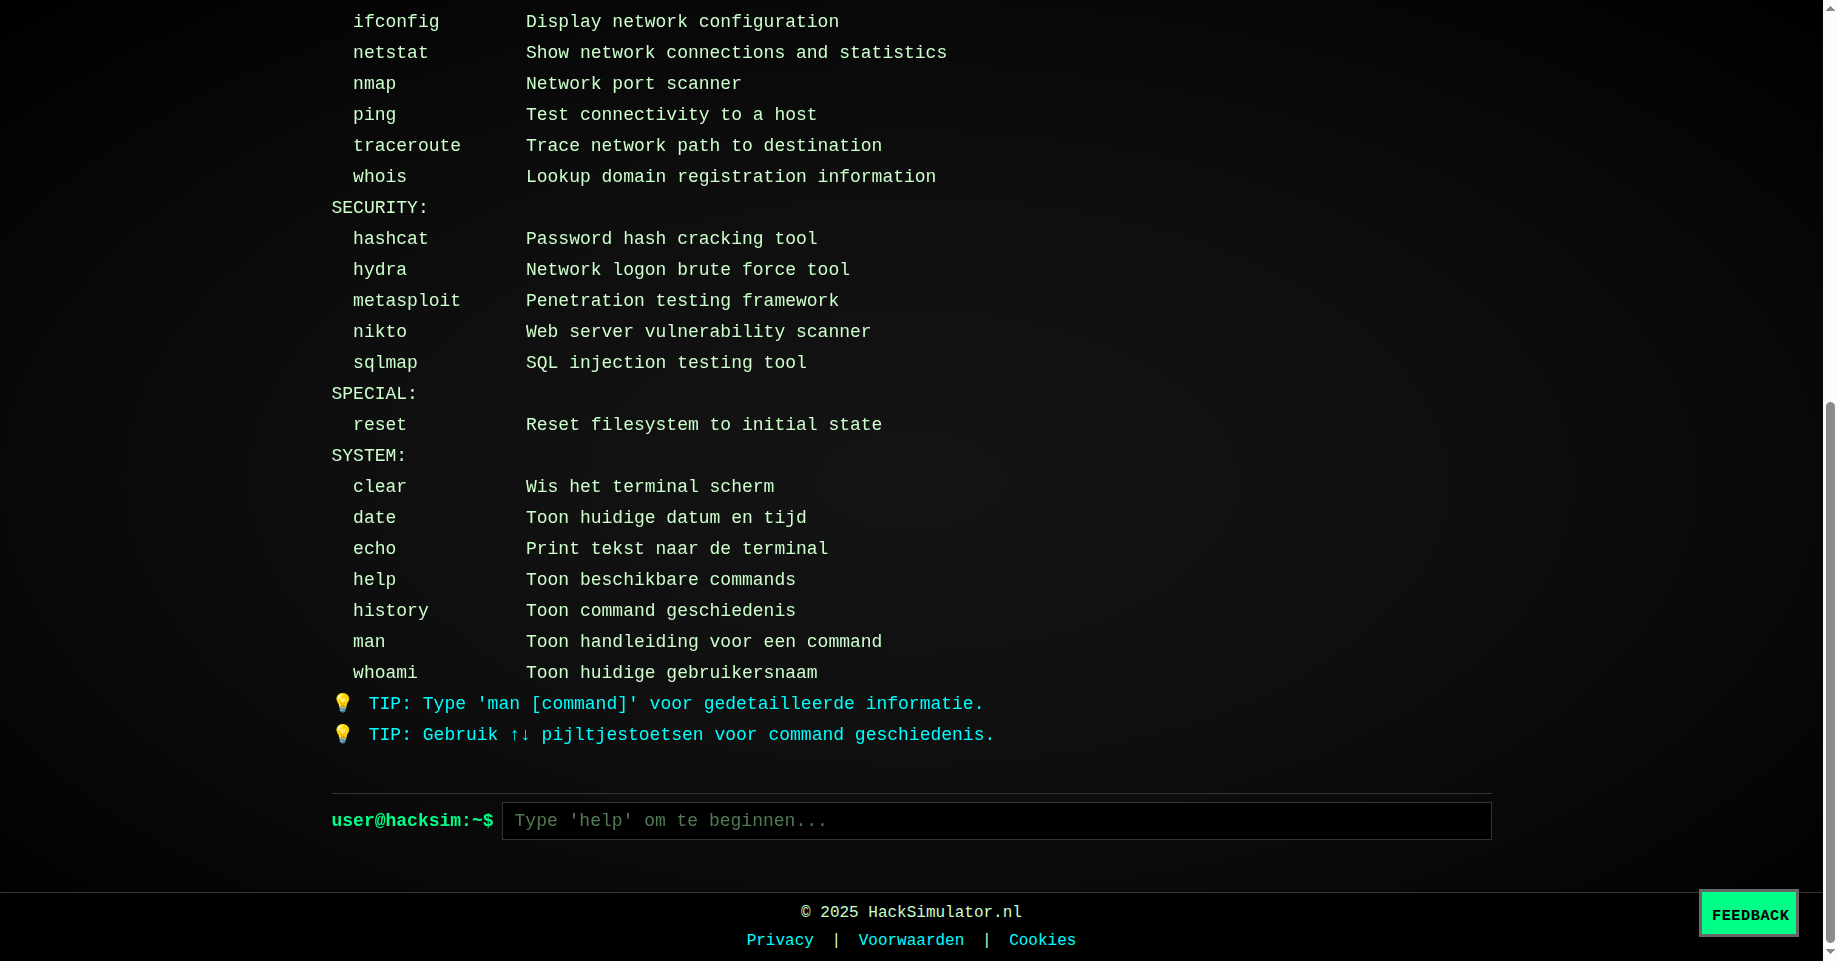 ifconfig        Display network configuration
netstat         Show network connections and statistics
nmap            Network port scanner
ping            Test connectivity to a host
traceroute      Trace network path to destination
whois           Lookup domain registration information
SECURITY:
hashcat         Password hash cracking tool
hydra           Network logon brute force tool
metasploit      Penetration testing framework
nikto           Web server vulnerability scanner
sqlmap          SQL injection testing tool
SPECIAL:
reset           Reset filesystem to initial state
SYSTEM:
clear           Wis het terminal scherm
date            Toon huidige datum en tijd
echo            Print tekst naar de terminal
help            Toon beschikbare commands
history         Toon command geschiedenis
man             Toon handleiding voor een command
whoami          Toon huidige gebruikersnaam
💡 TIP: Type 'man [command]' voor gedetailleerde informatie.
💡 TIP: Gebruik ↑↓ pijltjestoetsen voor command geschiedenis.
user@hacksim:~$ Type 'help' om te beginnen...
© 2025 HackSimulator.nl
Privacy | Voorwaarden | Cookies
FEEDBACK